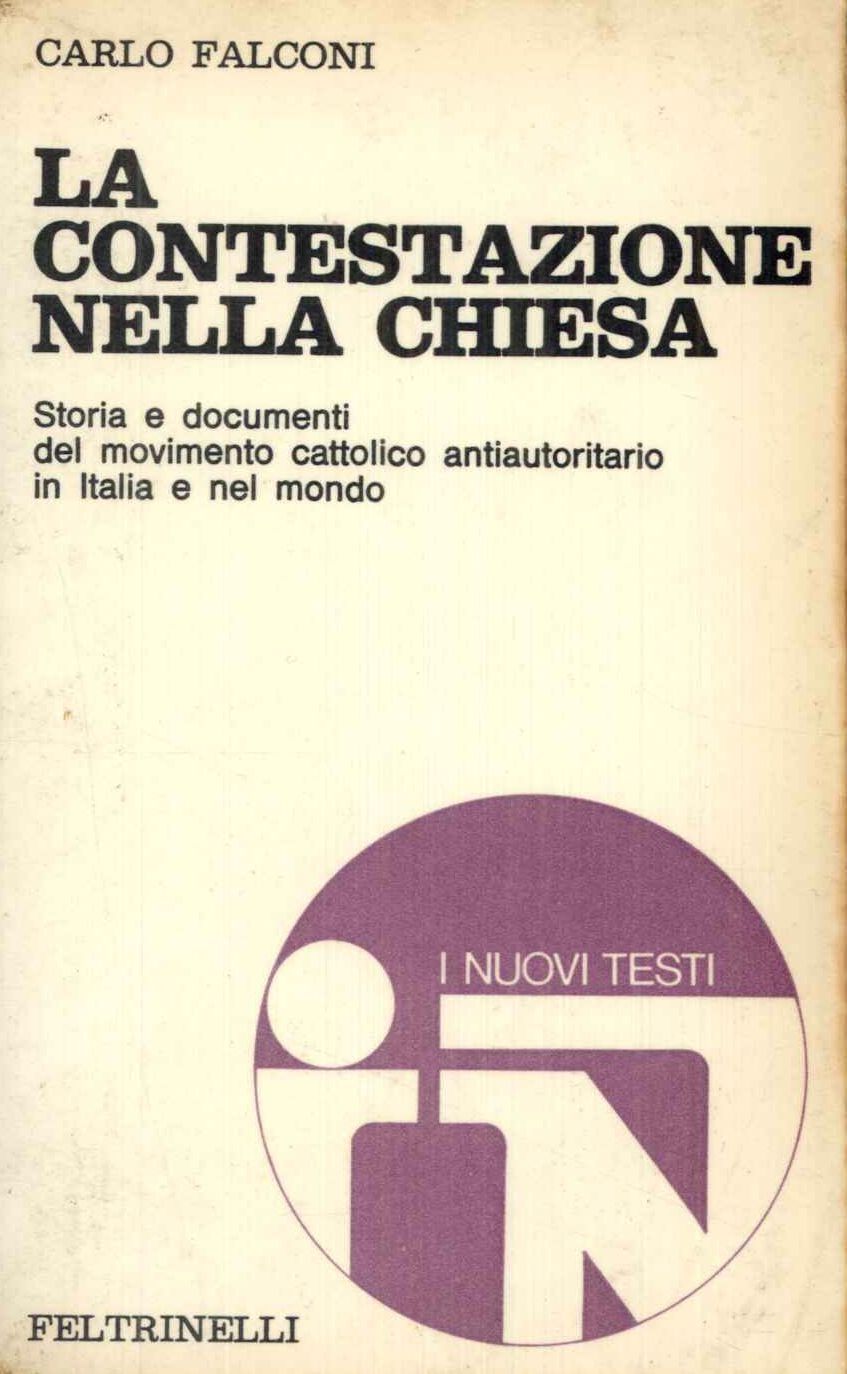 CARLO FALCONI
LA
CONTESTAZIONE
NELLA CHIESA
Storia e documenti
del movimento cattolico antiautoritario
in Italia e nel mondo
I NUOVI TESTI
FELTRINELLI